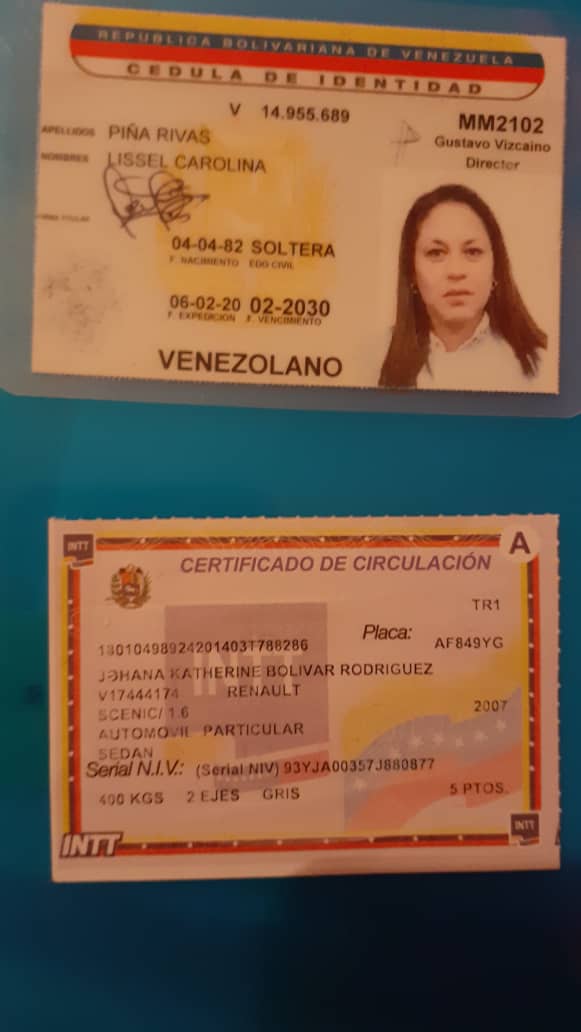 REPUBLICA BOLIVARIANA DE VENEZUELA
CEDULA DE IDENTIDAD
V 14.955.689
MM2102
Gustavo Vizcaino
Director
APELLIDOS PIÑA RIVAS
NOMBRES LISSEL CAROLINA
FIRMA TITULAR
04-04-82 SOLTERA
F. NACIMIENTO EDO CIVIL
06-02-20 02-2030
F. EXPEDICION F. VENCIMIENTO
VENEZOLANO
INTT
A
CERTIFICADO DE CIRCULACIÓN
TR1
Placa: AF849YG
18010498924201403T788286
JOHANA KATHERINE BOLIVAR RODRIGUEZ
V17444174 RENAULT
SCENIC/ 1.6 2007
AUTOMOVIL PARTICULAR
SEDAN
Serial N.I.V.: (Serial NIV) 93YJA00357J880877
400 KGS 2 EJES GRIS 5 PTOS.
INTT
INTT